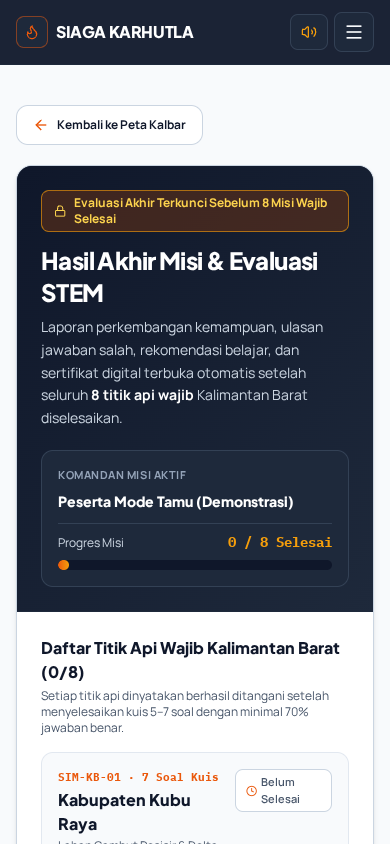 SIAGA KARHUTLA
Kembali ke Peta Kalbar
Evaluasi Akhir Terkunci Sebelum 8 Misi Wajib
Selesai
Hasil Akhir Misi & Evaluasi
STEM
Laporan perkembangan kemampuan, ulasan
jawaban salah, rekomendasi belajar, dan
sertifikat digital terbuka otomatis setelah
seluruh 8 titik api wajib Kalimantan Barat
diselesaikan.
KOMANDAN MISI AKTIF
Peserta Mode Tamu (Demonstrasi)
Progres Misi
0 / 8 Selesai
Daftar Titik Api Wajib Kalimantan Barat
(0/8)
Setiap titik api dinyatakan berhasil ditangani setelah
menyelesaikan kuis 5–7 soal dengan minimal 70%
jawaban benar.
SIM-KB-01 · 7 Soal Kuis
Belum
Selesai
Kabupaten Kubu
Raya